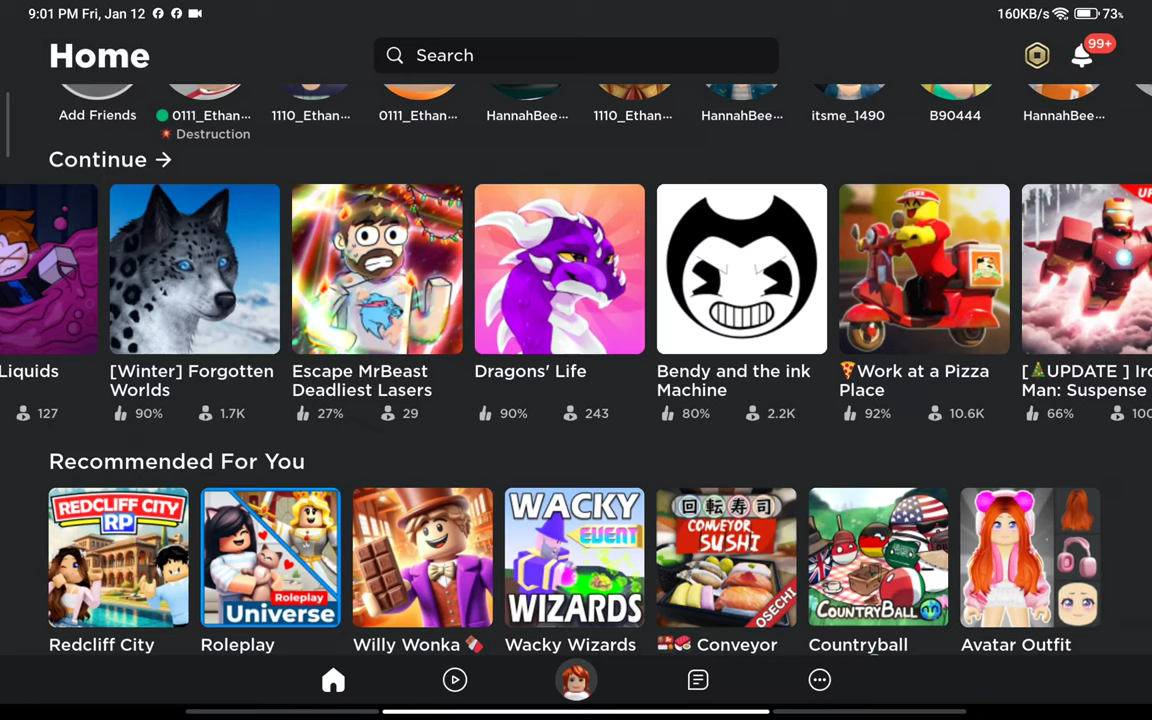 9:01 PM Fri, Jan 12
160KB/s 73%
Home
Search
99+
Add Friends
0111_Ethan...
1110_Ethan...
0111_Ethan...
HannahBee...
1110_Ethan...
HannahBee...
itsme_1490
B90444
HannahBee...
Destruction
Continue →
Liquids
127
[Winter] Forgotten
Worlds
90% 1.7K
Escape MrBeast
Deadliest Lasers
27% 29
Dragons' Life
90% 243
Bendy and the ink
Machine
80% 2.2K
🍕Work at a Pizza
Place
92% 10.6K
UP
[🎄UPDATE ] Iro
Man: Suspense
66% 100
Recommended For You
REDCLIFF CITY
RP
Redcliff City
Roleplay
Universe
Roleplay
Willy Wonka 🍫
WACKY
EVENT
WIZARDS
Wacky Wizards
回転寿司
CONVEYOR
SUSHI
OSECHI
🍱🍣 Conveyor
COUNTRYBALL
Countryball
Avatar Outfit